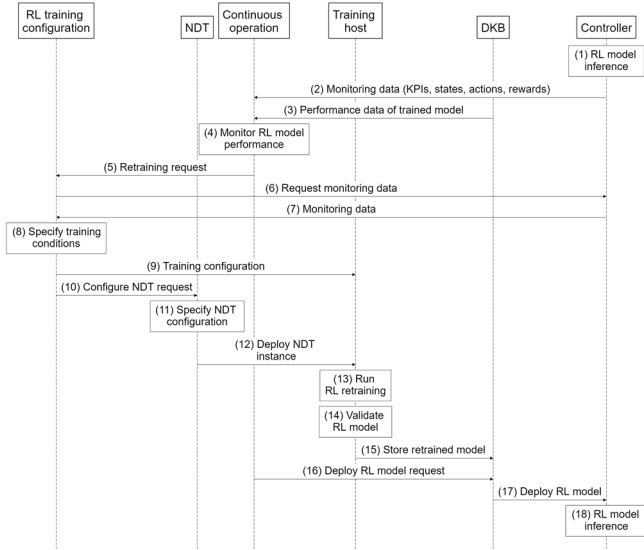 RL training
configuration
NDT
Continuous
operation
Training
host
DKB
Controller
(1) RL model
inference
(2) Monitoring data (KPIs, states, actions, rewards)
(3) Performance data of trained model
(4) Monitor RL model
performance
(5) Retraining request
(6) Request monitoring data
(7) Monitoring data
(8) Specify training
conditions
(9) Training configuration
(10) Configure NDT request
(11) Specify NDT
configuration
(12) Deploy NDT
instance
(13) Run
RL retraining
(14) Validate
RL model
(15) Store retrained model
(16) Deploy RL model request
(17) Deploy RL model
(18) RL model
inference